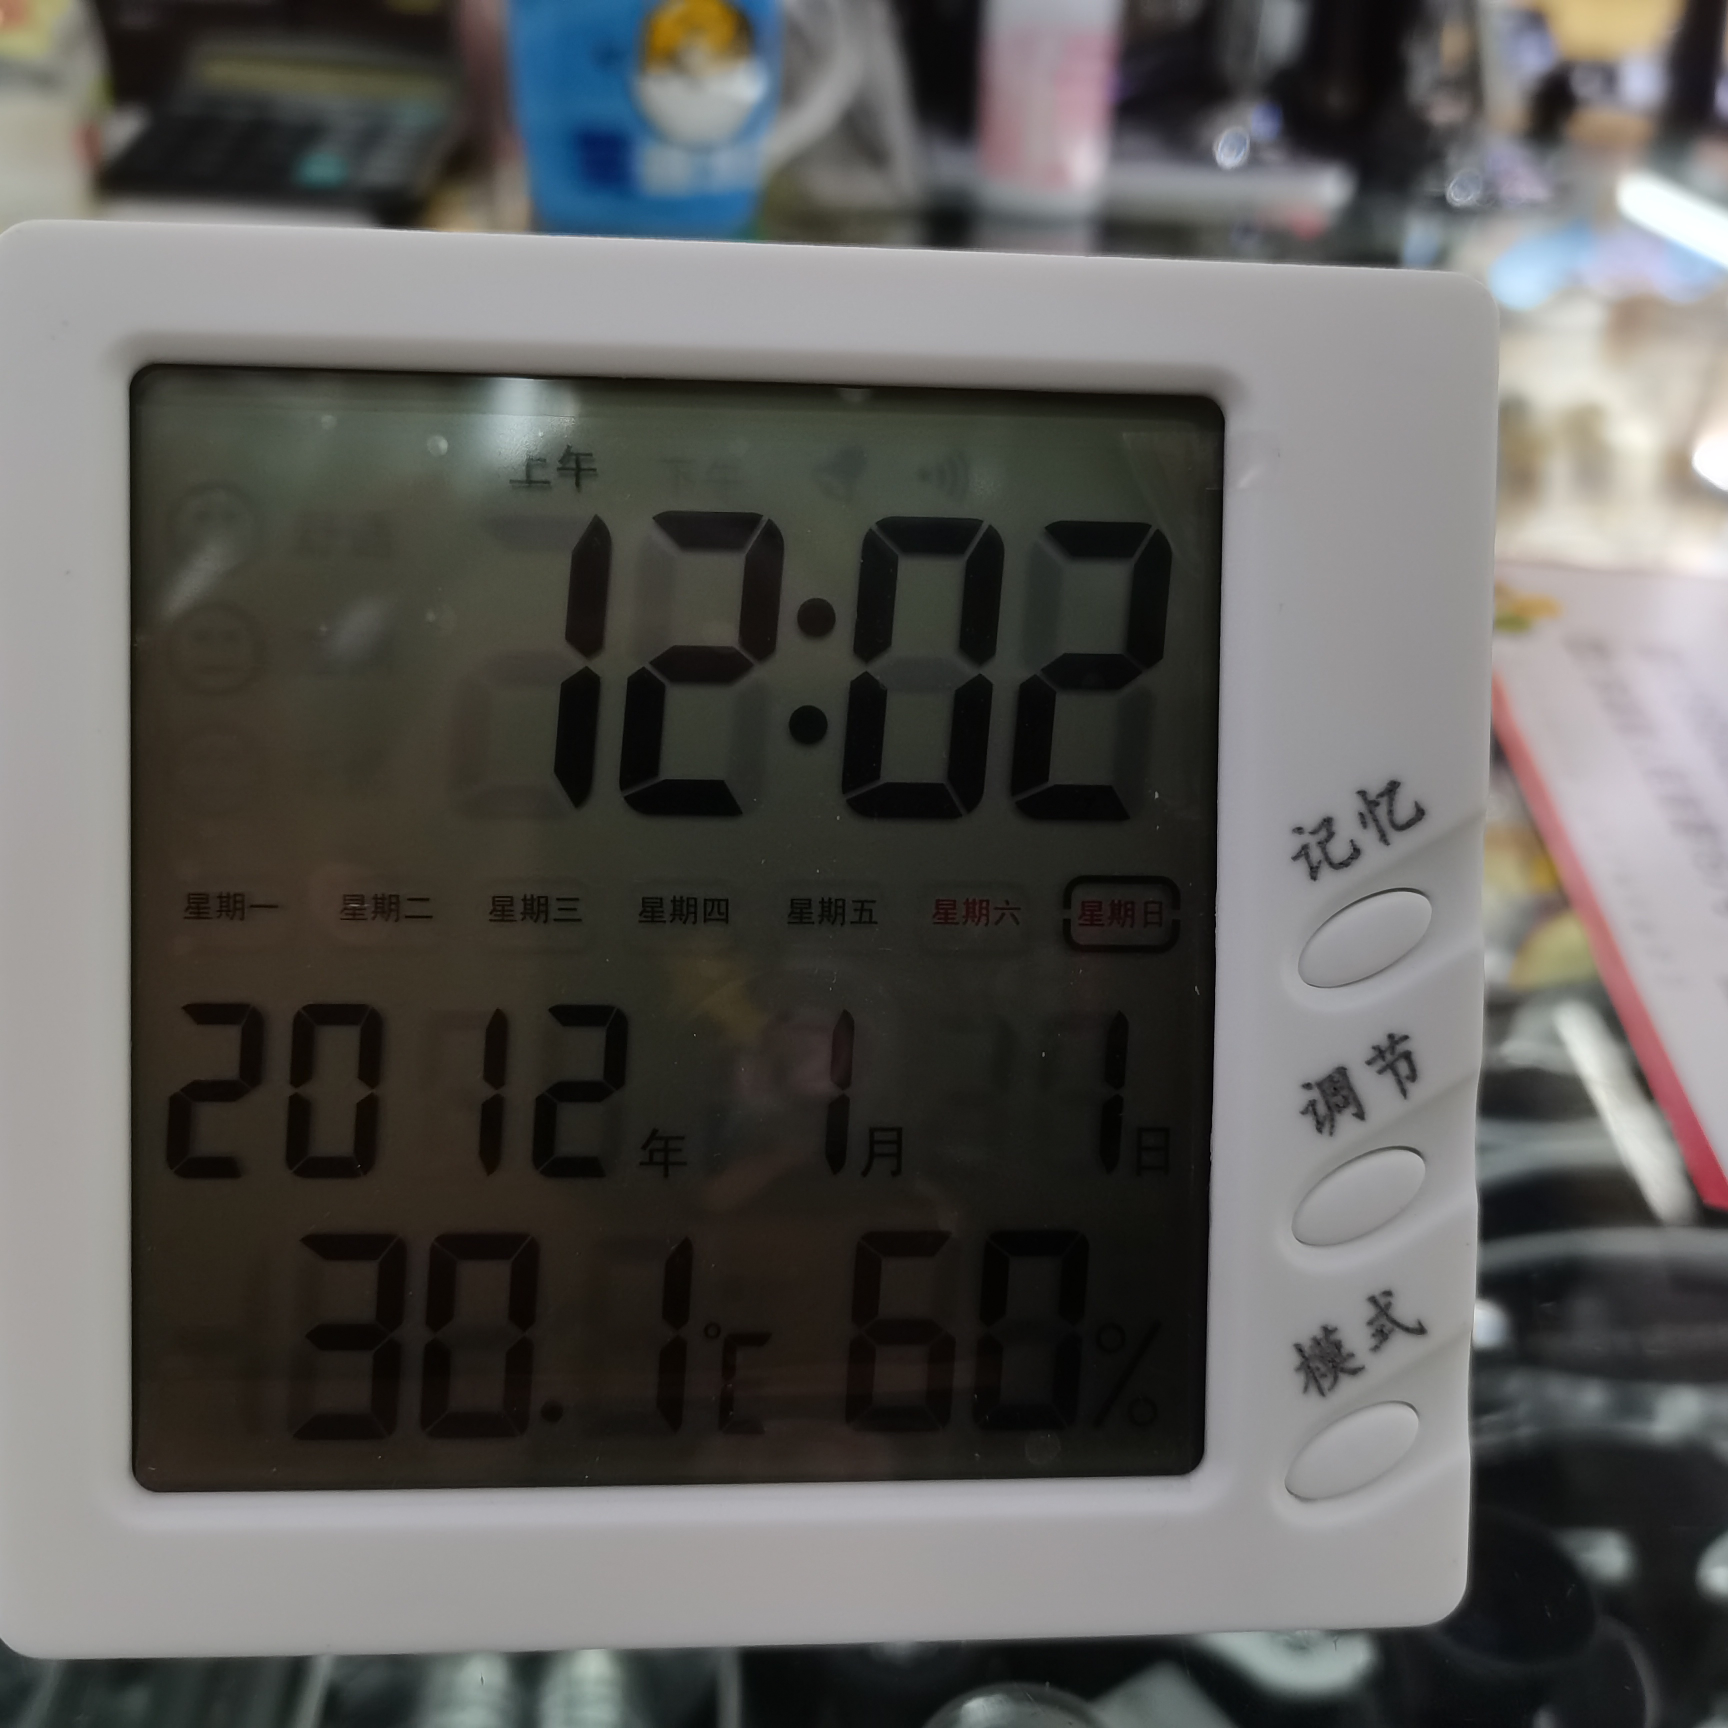 上午
12:02
星期一 星期二 星期三 星期四 星期五 星期六 星期日
2012年 1月 1日
30.1℃ 60%
记忆
调节
模式